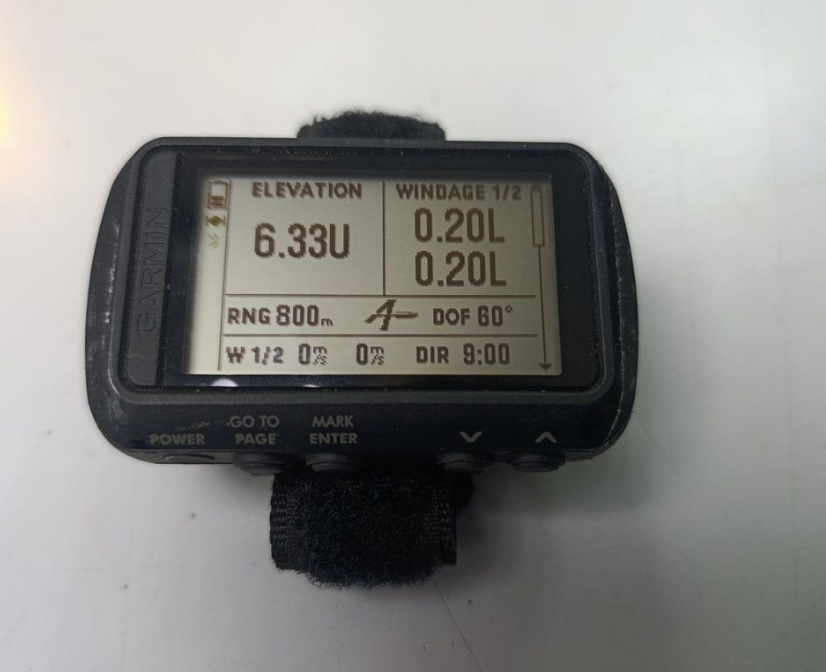 GARMIN
ELEVATION
6.33U
WINDAGE 1/2
0.20L
0.20L
RNG 800m DOF 60°
W 1/2 0m/s 0m/s DIR 9:00
POWER
GO TO
PAGE
MARK
ENTER